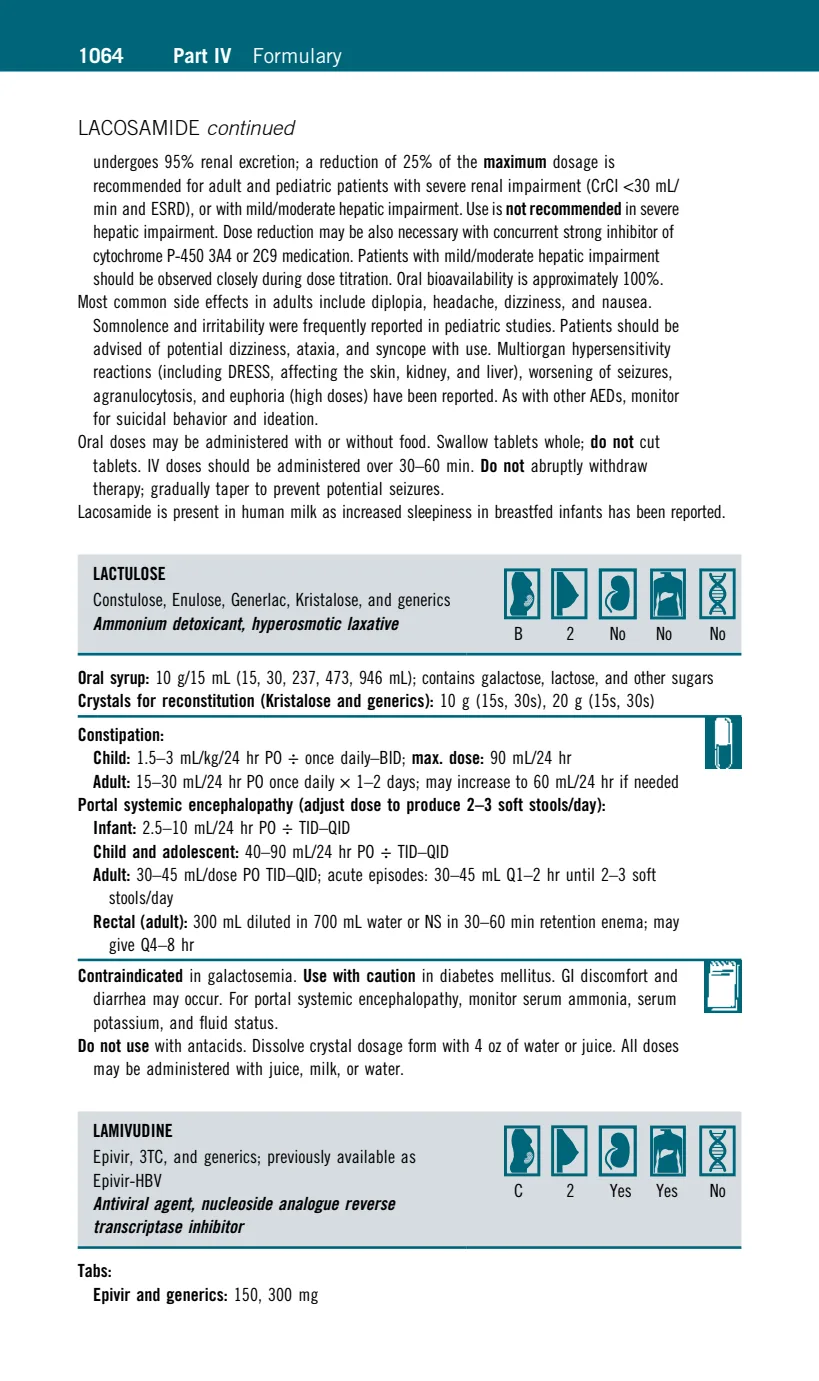 1064 Part IV Formulary
LACOSAMIDE continued
undergoes 95% renal excretion; a reduction of 25% of the maximum dosage is
recommended for adult and pediatric patients with severe renal impairment (CrCl <30 mL/
min and ESRD), or with mild/moderate hepatic impairment. Use is not recommended in severe
hepatic impairment. Dose reduction may be also necessary with concurrent strong inhibitor of
cytochrome P-450 3A4 or 2C9 medication. Patients with mild/moderate hepatic impairment
should be observed closely during dose titration. Oral bioavailability is approximately 100%.
Most common side effects in adults include diplopia, headache, dizziness, and nausea.
Somnolence and irritability were frequently reported in pediatric studies. Patients should be
advised of potential dizziness, ataxia, and syncope with use. Multiorgan hypersensitivity
reactions (including DRESS, affecting the skin, kidney, and liver), worsening of seizures,
agranulocytosis, and euphoria (high doses) have been reported. As with other AEDs, monitor
for suicidal behavior and ideation.
Oral doses may be administered with or without food. Swallow tablets whole; do not cut
tablets. IV doses should be administered over 30–60 min. Do not abruptly withdraw
therapy; gradually taper to prevent potential seizures.
Lacosamide is present in human milk as increased sleepiness in breastfed infants has been reported.
LACTULOSE
Constulose, Enulose, Generlac, Kristalose, and generics
Ammonium detoxicant, hyperosmotic laxative
B 2 No No No
Oral syrup: 10 g/15 mL (15, 30, 237, 473, 946 mL); contains galactose, lactose, and other sugars
Crystals for reconstitution (Kristalose and generics): 10 g (15s, 30s), 20 g (15s, 30s)
Constipation:
Child: 1.5–3 mL/kg/24 hr PO ÷ once daily–BID; max. dose: 90 mL/24 hr
Adult: 15–30 mL/24 hr PO once daily × 1–2 days; may increase to 60 mL/24 hr if needed
Portal systemic encephalopathy (adjust dose to produce 2–3 soft stools/day):
Infant: 2.5–10 mL/24 hr PO ÷ TID–QID
Child and adolescent: 40–90 mL/24 hr PO ÷ TID–QID
Adult: 30–45 mL/dose PO TID–QID; acute episodes: 30–45 mL Q1–2 hr until 2–3 soft
stools/day
Rectal (adult): 300 mL diluted in 700 mL water or NS in 30–60 min retention enema; may
give Q4–8 hr
Contraindicated in galactosemia. Use with caution in diabetes mellitus. GI discomfort and
diarrhea may occur. For portal systemic encephalopathy, monitor serum ammonia, serum
potassium, and fluid status.
Do not use with antacids. Dissolve crystal dosage form with 4 oz of water or juice. All doses
may be administered with juice, milk, or water.
LAMIVUDINE
Epivir, 3TC, and generics; previously available as
Epivir-HBV
Antiviral agent, nucleoside analogue reverse
transcriptase inhibitor
C 2 Yes Yes No
Tabs:
Epivir and generics: 150, 300 mg